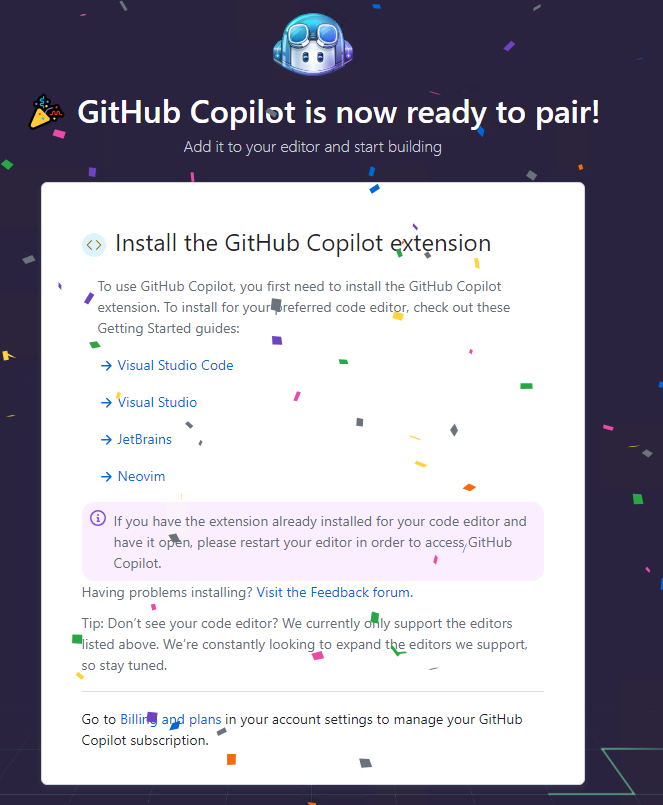 GitHub Copilot is now ready to pair!
Add it to your editor and start building
Install the GitHub Copilot extension
To use GitHub Copilot, you first need to install the GitHub Copilot
extension. To install for your preferred code editor, check out these
Getting Started guides:
→ Visual Studio Code
→ Visual Studio
→ JetBrains
→ Neovim
If you have the extension already installed for your code editor and
have it open, please restart your editor in order to access GitHub
Copilot.
Having problems installing? Visit the Feedback forum.
Tip: Don’t see your code editor? We currently only support the editors
listed above. We’re constantly looking to expand the editors we support,
so stay tuned.
Go to Billing and plans in your account settings to manage your GitHub
Copilot subscription.